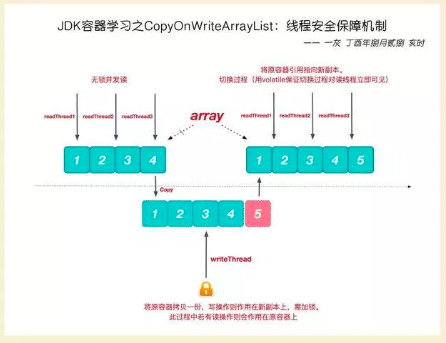 JDK容器学习之CopyOnWriteArrayList：线程安全保障机制
—— 一灰 丁酉年捌月贰捌 亥时
无锁并发读
将原容器引用指向新副本。
切换过程（用volatile保证切换过程对读线程立即可见）
readThread1 readThread2 readThread3
array
readThread1 readThread2 readThread3
1 2 3 4
1 2 3 4 5
Copy
1 2 3 4 5
writeThread
将原容器拷贝一份，写操作则作用在新副本上，需加锁。
此过程中若有读操作则会作用在原容器上